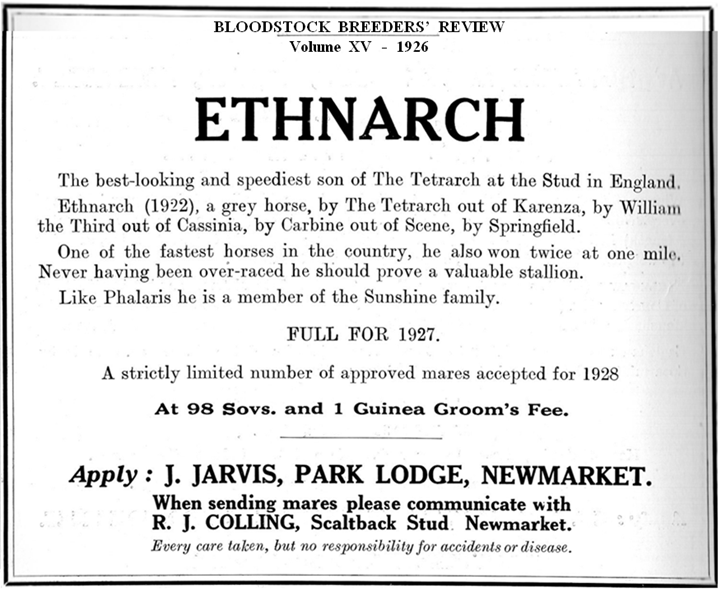 BLOODSTOCK BREEDERS' REVIEW
Volume XV - 1926
ETHNARCH
The best-looking and speediest son of The Tetrarch at the Stud in England.
Ethnarch (1922), a grey horse, by The Tetrarch out of Karenza, by William
the Third out of Cassinia, by Carbine out of Scene, by Springfield.
One of the fastest horses in the country, he also won twice at one mile.
Never having been over-raced he should prove a valuable stallion.
Like Phalaris he is a member of the Sunshine family.
FULL FOR 1927.
A strictly limited number of approved mares accepted for 1928
At 98 Sovs. and 1 Guinea Groom's Fee.
Apply : J. JARVIS, PARK LODGE, NEWMARKET.
When sending mares please communicate with
R. J. COLLING, Scaltback Stud Newmarket.
Every care taken, but no responsibility for accidents or disease.